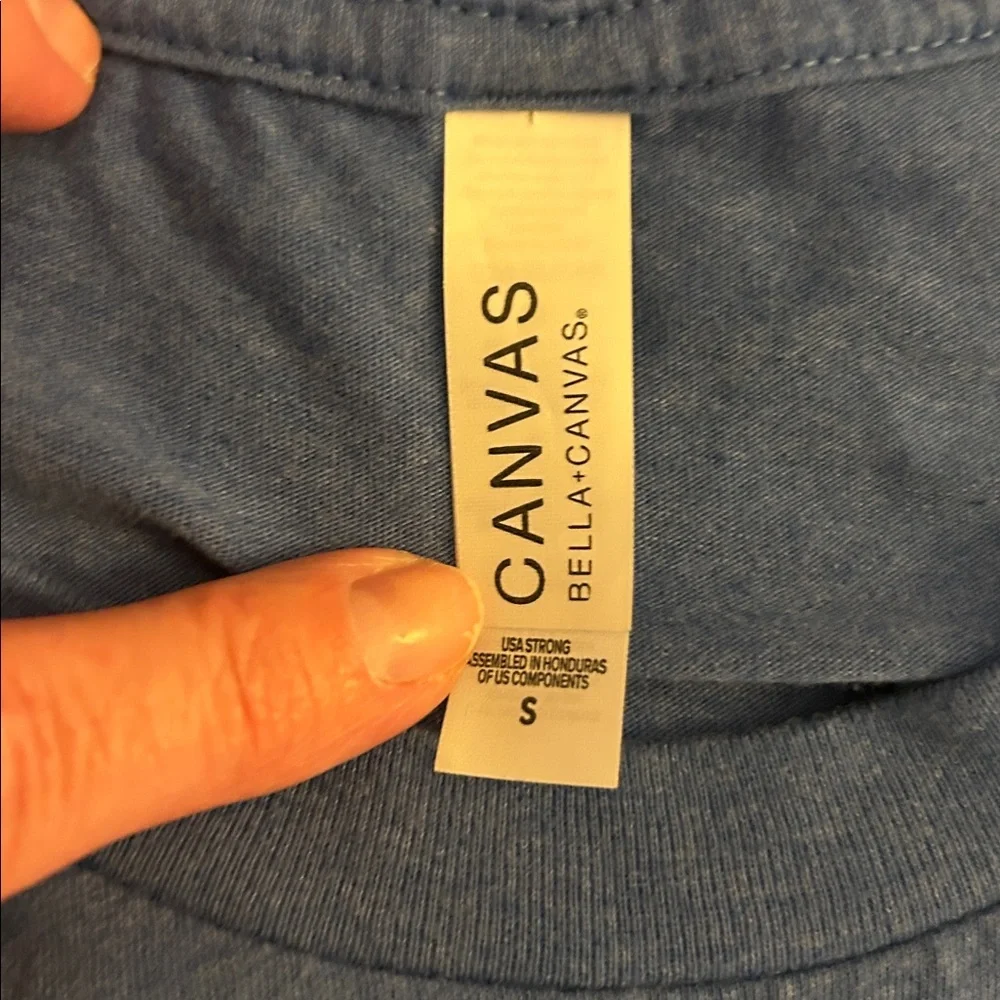 CANVAS
BELLA+CANVAS®
USA STRONG
ASSEMBLED IN HONDURAS
OF US COMPONENTS
S